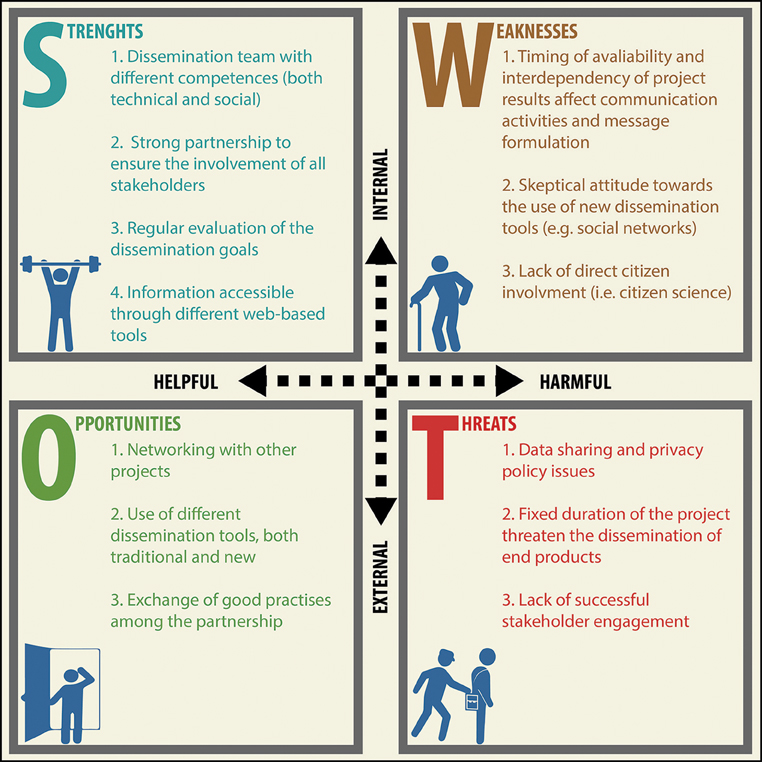 STRENGHTS
1. Dissemination team with
different competences (both
technical and social)
2. Strong partnership to
ensure the involvement of all
stakeholders
3. Regular evaluation of the
dissemination goals
4. Information accessible
through different web-based
tools
WEAKNESSES
1. Timing of avaliability and
interdependency of project
results affect communication
activities and message
formulation
2. Skeptical attitude towards
the use of new dissemination
tools (e.g. social networks)
3. Lack of direct citizen
involvment (i.e. citizen science)
INTERNAL
HELPFUL
HARMFUL
EXTERNAL
OPPORTUNITIES
1. Networking with other
projects
2. Use of different
dissemination tools, both
traditional and new
3. Exchange of good practises
among the partnership
THREATS
1. Data sharing and privacy
policy issues
2. Fixed duration of the project
threaten the dissemination of
end products
3. Lack of successful
stakeholder engagement